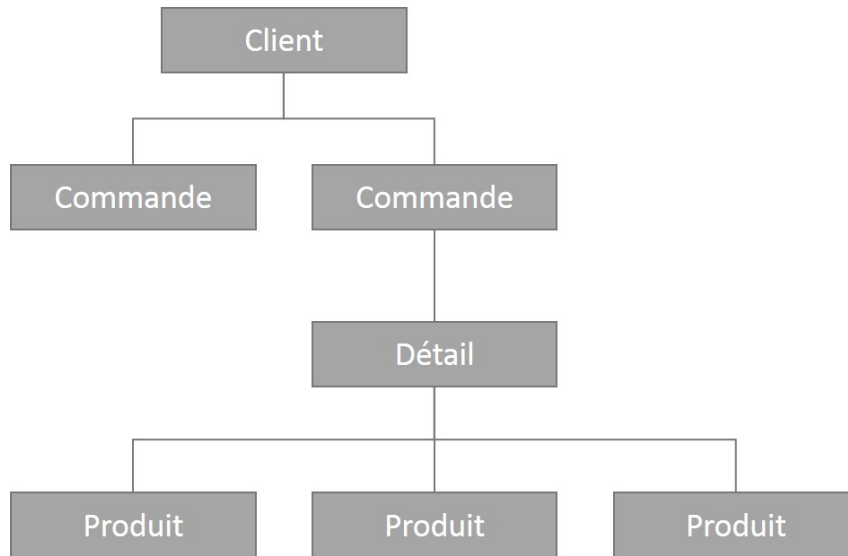 Client
Commande
Commande
Détail
Produit
Produit
Produit